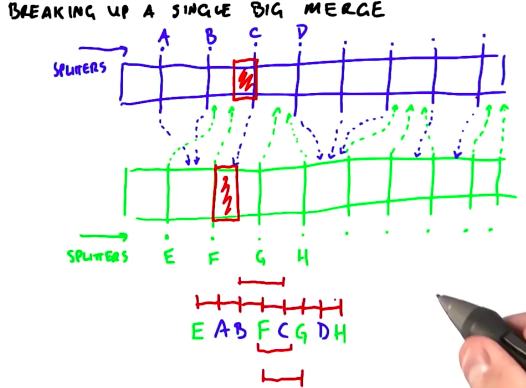 BREAKING UP A SINGLE BIG MERGE
A B C D
SPLITTERS
SPLITTERS E F G H
E A B F C G D H